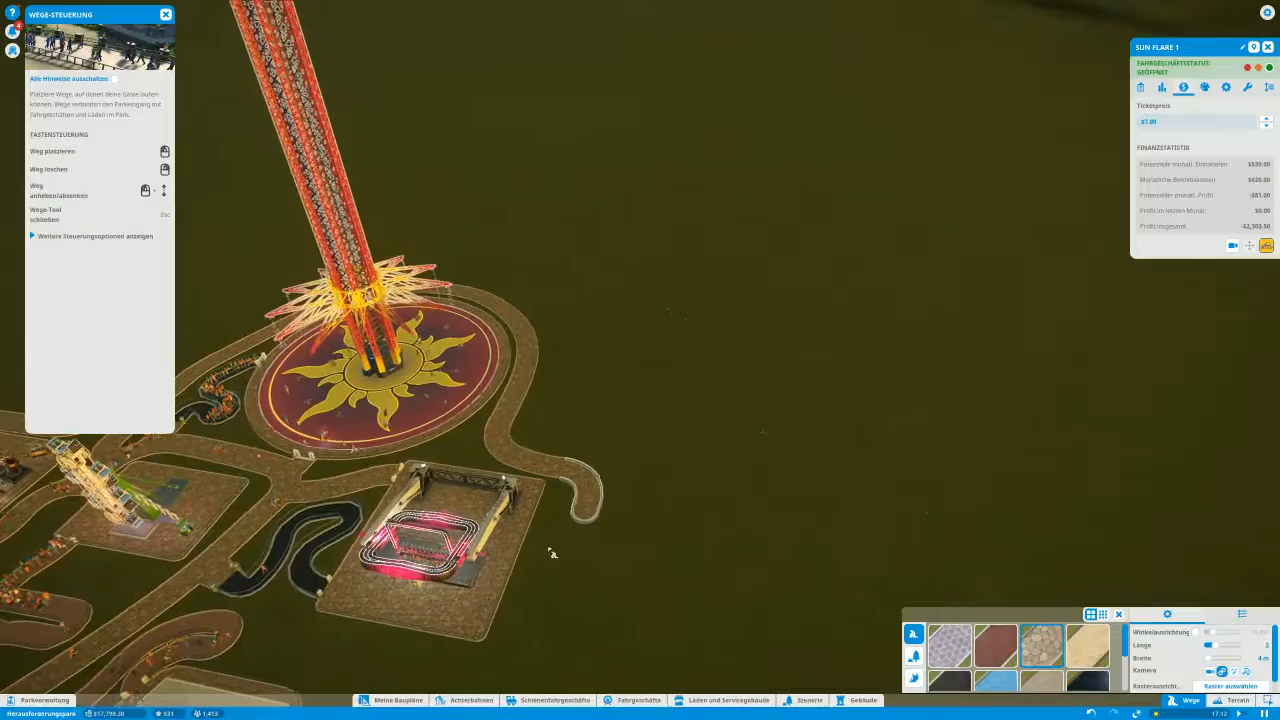 WEGE-STEUERUNG
Alle Hinweise ausschalten
Platziere Wege, auf denen deine Gäste laufen
können. Wege verbinden den Parkeingang mit
Fahrgeschäften und Läden im Park.
TASTENSTEUERUNG
Weg platzieren
Weg löschen
Weg
anheben/absenken
Wege-Tool
schließen
Esc
Weitere Steuerungsoptionen anzeigen
SUN FLARE 1
FAHRGESCHÄFTSSTATUS:
GEÖFFNET
Ticketpreis
$7.00
FINANZSTATISTIK
Potenzielle monatl. Einnahmen: $539.00
Monatliche Betriebskosten: $620.00
Potenzieller monatl. Profit: -$81.00
Profit im letzten Monat: $0.00
Profit insgesamt: -$2,303.50
Winkelausrichtung
Länge 2
Breite 4 m
Kamera
Rasterausricht...
Raster auswählen
Parkverwaltung
Meine Baupläne
Achterbahnen
Schienenfahrgeschäfte
Fahrgeschäfte
Läden und Servicegebäude
Szenerie
Gebäude
Wege
Terrain
Herausforderungspark
$17,799.30
931
1,413
17:12